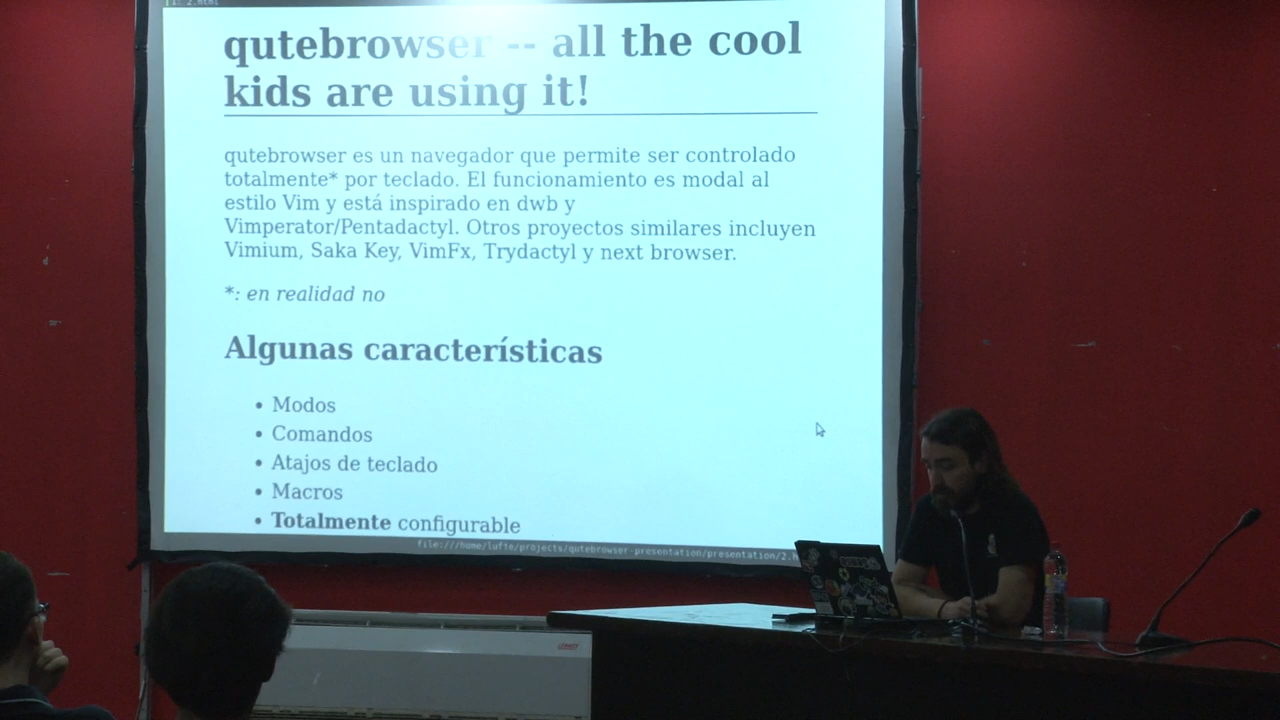 2.html
qutebrowser -- all the cool
kids are using it!
qutebrowser es un navegador que permite ser controlado
totalmente* por teclado. El funcionamiento es modal al
estilo Vim y está inspirado en dwb y
Vimperator/Pentadactyl. Otros proyectos similares incluyen
Vimium, Saka Key, VimFx, Trydactyl y next browser.
*: en realidad no
Algunas características
• Modos
• Comandos
• Atajos de teclado
• Macros
• Totalmente configurable
file:///home/lufte/projects/qutebrowser-presentation/presentation/2.h
LENNOX